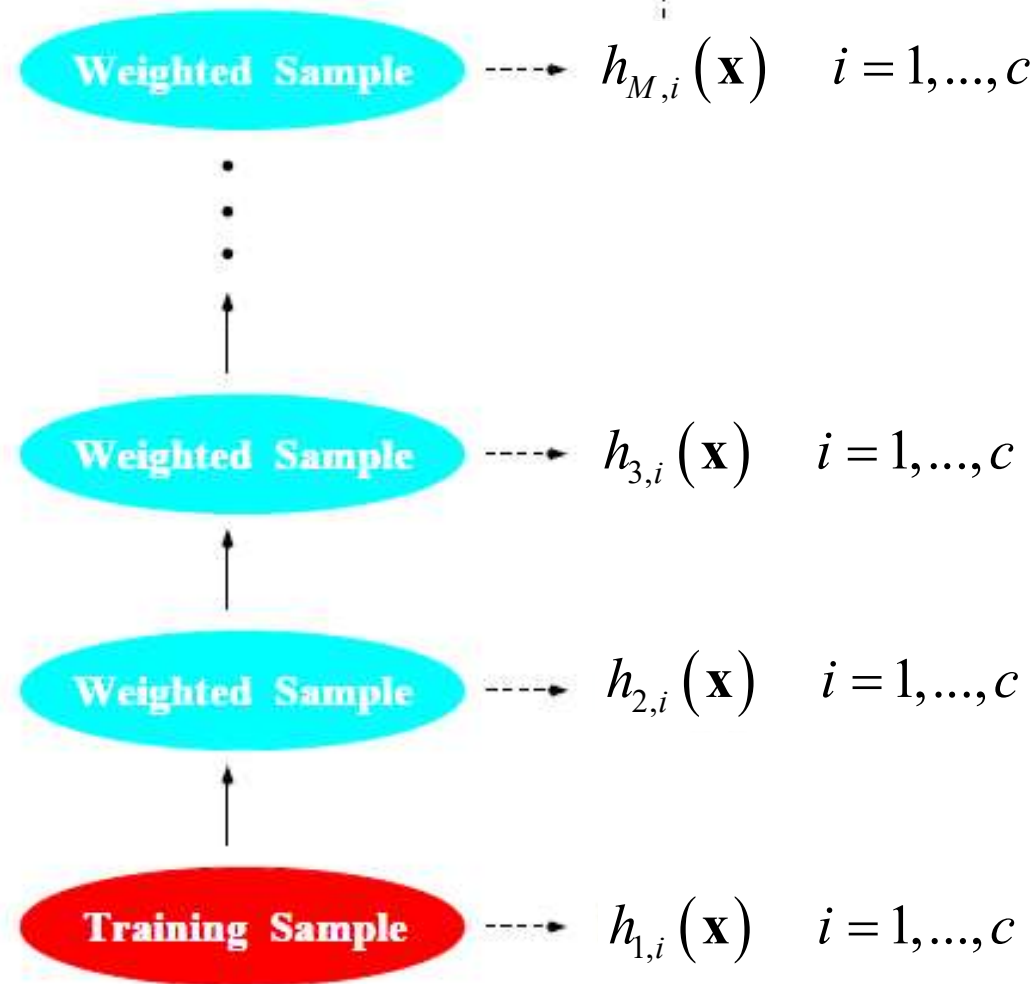 Weighted Sample h_{M,i}(x) i = 1,...,c
Weighted Sample h_{3,i}(x) i = 1,...,c
Weighted Sample h_{2,i}(x) i = 1,...,c
Training Sample h_{1,i}(x) i = 1,...,c